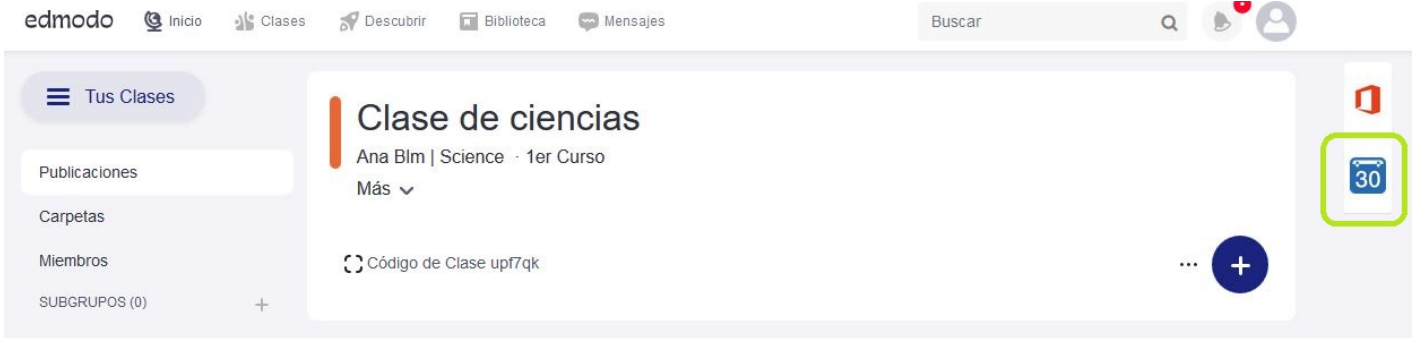 edmodo Inicio Clases Descubrir Biblioteca Mensajes Buscar
Tus Clases
Publicaciones
Carpetas
Miembros
SUBGRUPOS (0) +
Clase de ciencias
Ana Blm | Science · 1er Curso
Más
Código de Clase upf7qk
... +
30